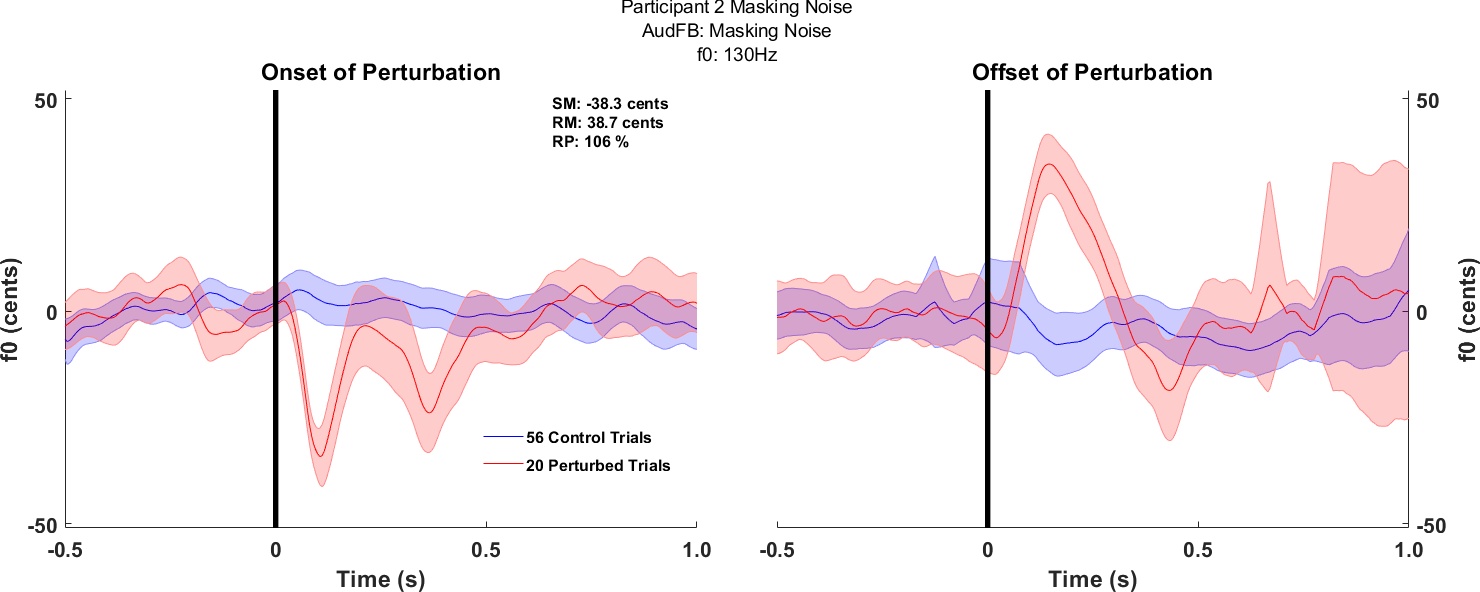 Participant 2 Masking Noise
AudFB: Masking Noise
f0: 130Hz
Onset of Perturbation
50
0
-50
f0 (cents)
SM: -38.3 cents
RM: 38.7 cents
RP: 106 %
56 Control Trials
20 Perturbed Trials
-0.5 0 0.5 1.0
Time (s)
Offset of Perturbation
50
0
-50
f0 (cents)
-0.5 0 0.5 1.0
Time (s)